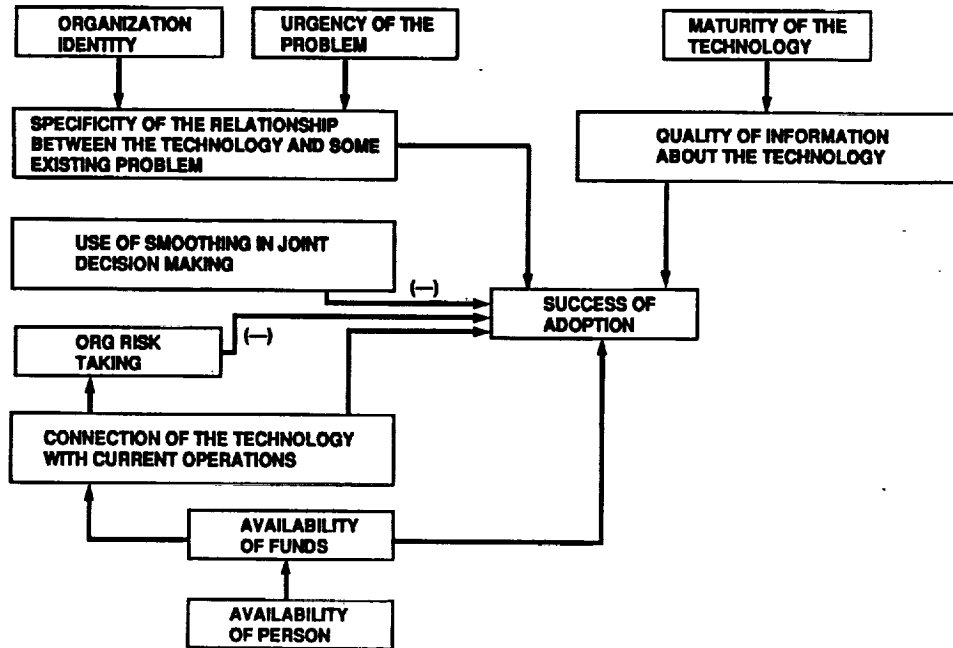 ORGANIZATION
IDENTITY
URGENCY OF THE
PROBLEM
MATURITY OF THE
TECHNOLOGY
SPECIFICITY OF THE RELATIONSHIP
BETWEEN THE TECHNOLOGY AND SOME
EXISTING PROBLEM
QUALITY OF INFORMATION
ABOUT THE TECHNOLOGY
USE OF SMOOTHING IN JOINT
DECISION MAKING
(—)
SUCCESS OF
ADOPTION
ORG RISK
TAKING
(—)
CONNECTION OF THE TECHNOLOGY
WITH CURRENT OPERATIONS
AVAILABILITY
OF FUNDS
AVAILABILITY
OF PERSON